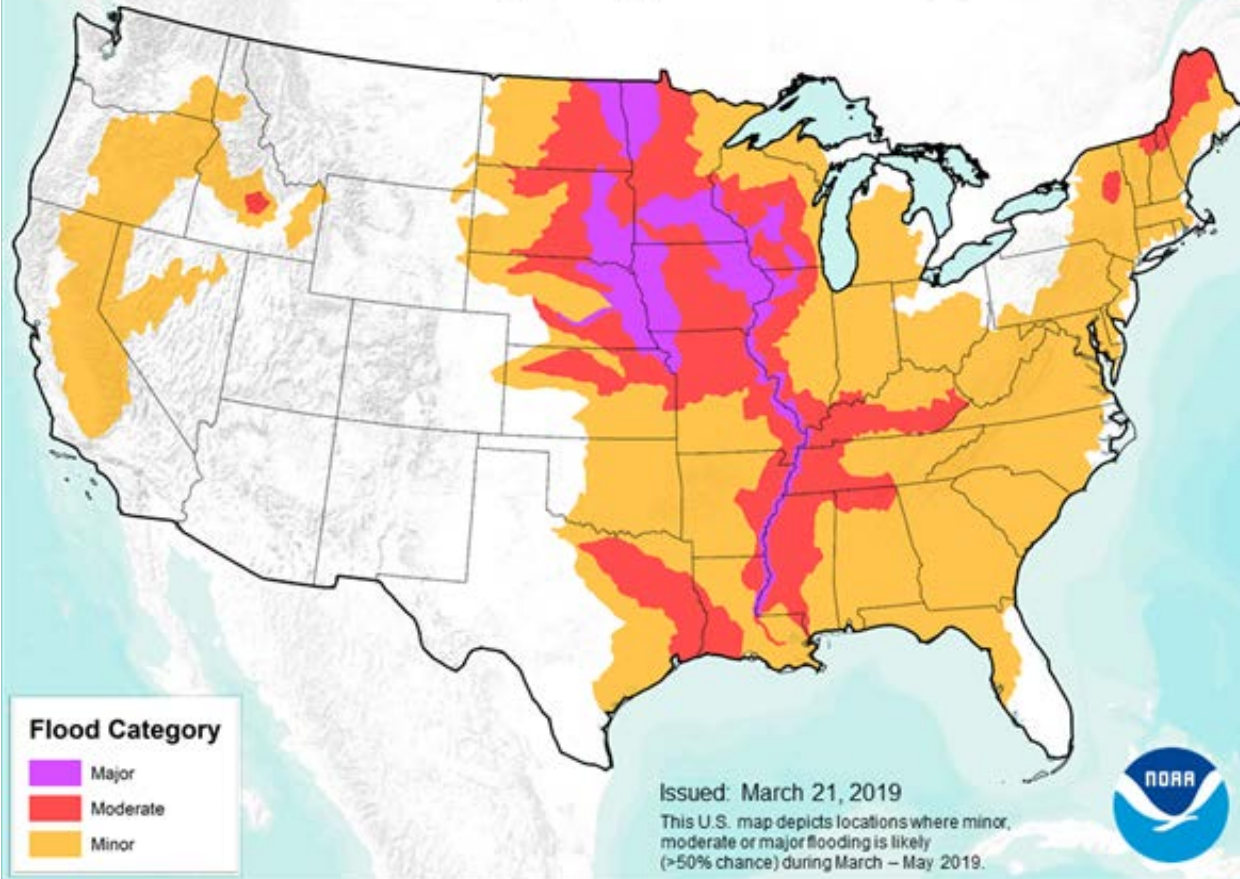 Flood Category
Major
Moderate
Minor
Issued: March 21, 2019
This U.S. map depicts locations where minor,
moderate or major flooding is likely
(>50% chance) during March – May 2019.
NOAA